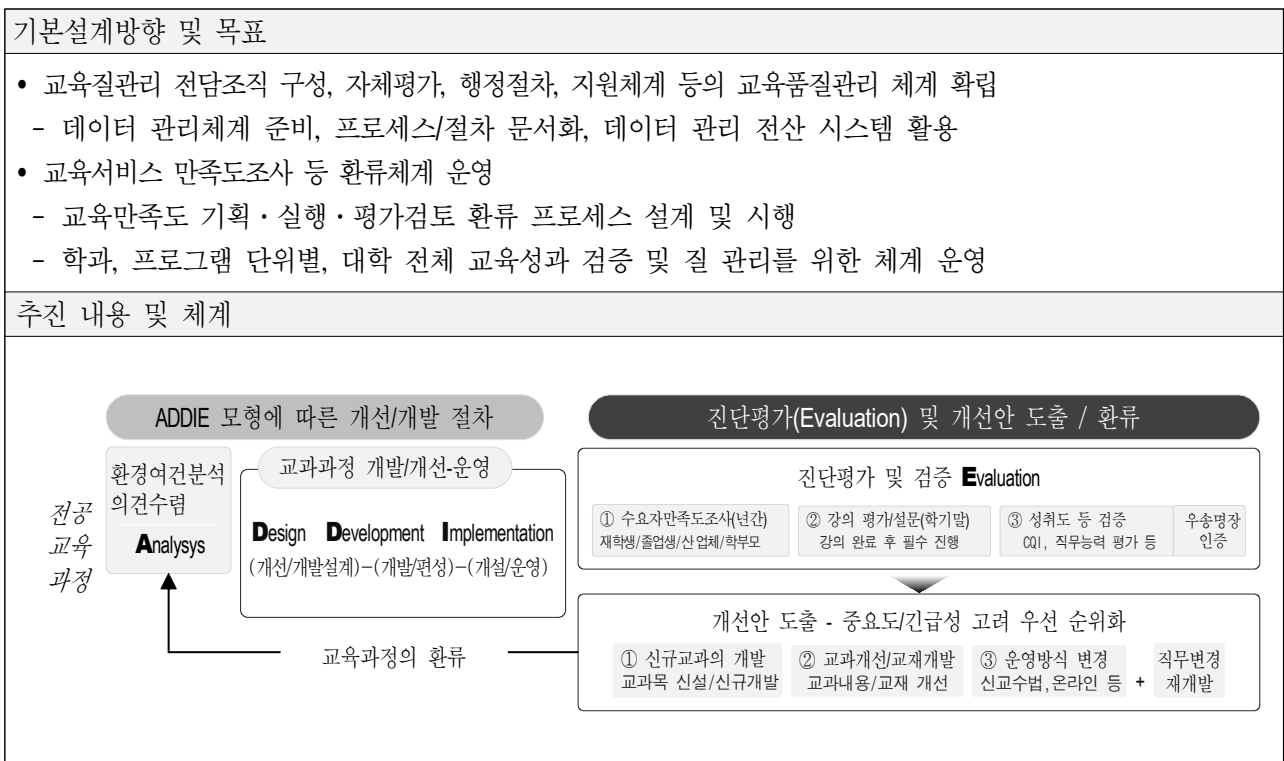 기본설계방향 및 목표
• 교육질관리 전담조직 구성, 자체평가, 행정절차, 지원체계 등의 교육품질관리 체계 확립
- 데이터 관리체계 준비, 프로세스/절차 문서화, 데이터 관리 전산 시스템 활용
• 교육서비스 만족도조사 등 환류체계 운영
- 교육만족도 기획·실행·평가검토 환류 프로세스 설계 및 시행
- 학과, 프로그램 단위별, 대학 전체 교육성과 검증 및 질 관리를 위한 체계 운영
추진 내용 및 체계
ADDIE 모형에 따른 개선/개발 절차
전공
교육
과정
환경여건분석
의견수렴
Analysys
교과과정 개발/개선-운영
Design Development Implementation
(개선/개발설계)-(개발/편성)-(개설/운영)
교육과정의 환류
진단평가(Evaluation) 및 개선안 도출 / 환류
진단평가 및 검증 Evaluation
① 수요자만족도조사(년간)
재학생/졸업생/산업체/학부모
② 강의 평가/설문(학기말)
강의 완료 후 필수 진행
③ 성취도 등 검증
CQI, 직무능력 평가 등
우송명장
인증
개선안 도출 - 중요도/긴급성 고려 우선 순위화
① 신규교과의 개발
교과목 신설/신규개발
② 교과개선/교재개발
교과내용/교재 개선
③ 운영방식 변경
신교수법,온라인 등
+
직무변경
재개발